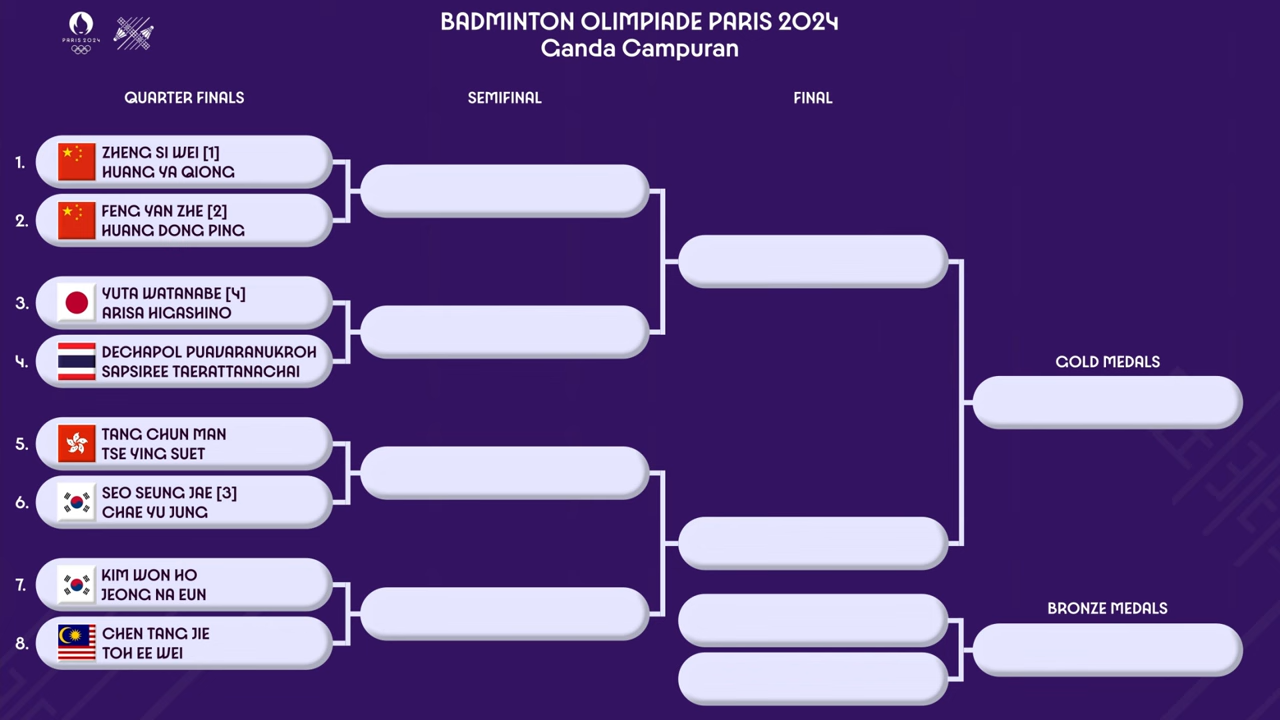 PARIS 2024
BADMINTON OLIMPIADE PARIS 2024
Ganda Campuran
QUARTER FINALS
SEMIFINAL
FINAL
1.
ZHENG SI WEI [1]
HUANG YA QIONG
2.
FENG YAN ZHE [2]
HUANG DONG PING
3.
YUTA WATANABE [4]
ARISA HIGASHINO
4.
DECHAPOL PUAVARANUKROH
SAPSIREE TAERATTANACHAI
5.
TANG CHUN MAN
TSE YING SUET
6.
SEO SEUNG JAE [3]
CHAE YU JUNG
7.
KIM WON HO
JEONG NA EUN
8.
CHEN TANG JIE
TOH EE WEI
GOLD MEDALS
BRONZE MEDALS